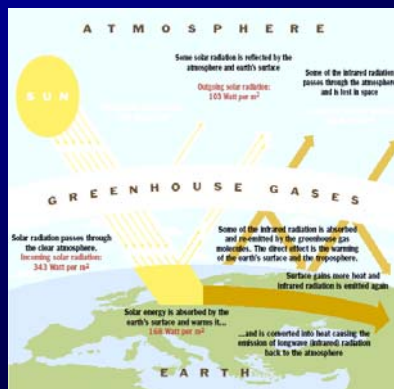 ATMOSPHERE
SUN
Some solar radiation is reflected by the
atmosphere and earth's surface
Outgoing solar radiation:
103 Watt per m²
Some of the infrared radiation
passes through the atmosphere
and is lost in space
GREENHOUSE GASES
Solar radiation passes through
the clear atmosphere.
Incoming solar radiation:
343 Watt per m²
Some of the infrared radiation is absorbed
and re-emitted by the greenhouse gas
molecules. The direct effect is the warming
of the earth's surface and the troposphere.
Surface gains more heat and
infrared radiation is emitted again
Solar energy is absorbed by the
earth's surface and warms it...
168 Watt per m²
...and is converted into heat causing the
emission of longwave (infrared) radiation
back to the atmosphere
EARTH